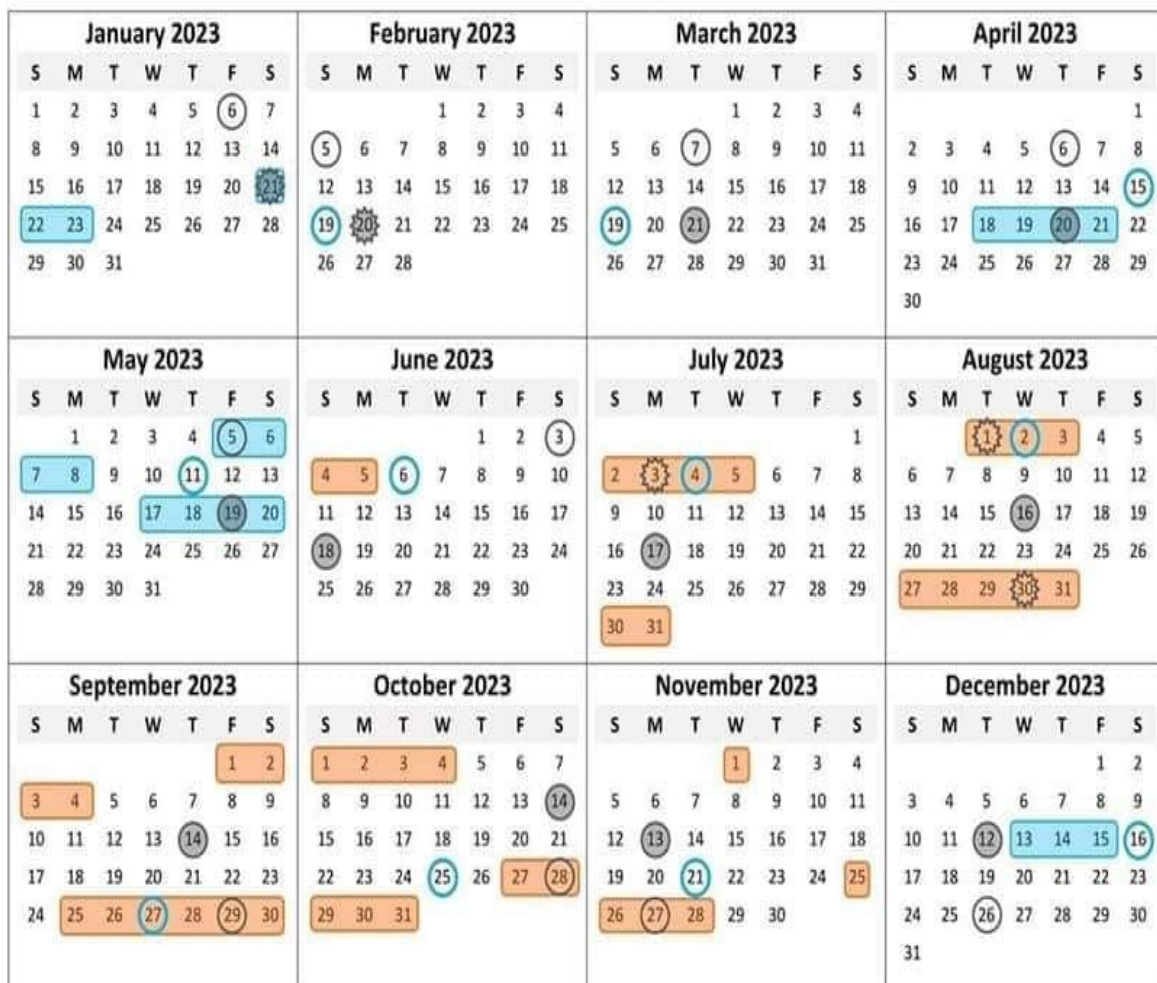 January 2023
S M T W T F S
1 2 3 4 5 6 7
8 9 10 11 12 13 14
15 16 17 18 19 20 21
22 23 24 25 26 27 28
29 30 31
February 2023
S M T W T F S
1 2 3 4
5 6 7 8 9 10 11
12 13 14 15 16 17 18
19 20 21 22 23 24 25
26 27 28
March 2023
S M T W T F S
1 2 3 4
5 6 7 8 9 10 11
12 13 14 15 16 17 18
19 20 21 22 23 24 25
26 27 28 29 30 31
April 2023
S M T W T F S
1
2 3 4 5 6 7 8
9 10 11 12 13 14 15
16 17 18 19 20 21 22
23 24 25 26 27 28 29
30
May 2023
S M T W T F S
1 2 3 4 5 6
7 8 9 10 11 12 13
14 15 16 17 18 19 20
21 22 23 24 25 26 27
28 29 30 31
June 2023
S M T W T F S
1 2 3
4 5 6 7 8 9 10
11 12 13 14 15 16 17
18 19 20 21 22 23 24
25 26 27 28 29 30
July 2023
S M T W T F S
1
2 3 4 5 6 7 8
9 10 11 12 13 14 15
16 17 18 19 20 21 22
23 24 25 26 27 28 29
30 31
August 2023
S M T W T F S
1 2 3 4 5
6 7 8 9 10 11 12
13 14 15 16 17 18 19
20 21 22 23 24 25 26
27 28 29 30 31
September 2023
S M T W T F S
1 2
3 4 5 6 7 8 9
10 11 12 13 14 15 16
17 18 19 20 21 22 23
24 25 26 27 28 29 30
October 2023
S M T W T F S
1 2 3 4 5 6 7
8 9 10 11 12 13 14
15 16 17 18 19 20 21
22 23 24 25 26 27 28
29 30 31
November 2023
S M T W T F S
1 2 3 4
5 6 7 8 9 10 11
12 13 14 15 16 17 18
19 20 21 22 23 24 25
26 27 28 29 30
December 2023
S M T W T F S
1 2
3 4 5 6 7 8 9
10 11 12 13 14 15 16
17 18 19 20 21 22 23
24 25 26 27 28 29 30
31